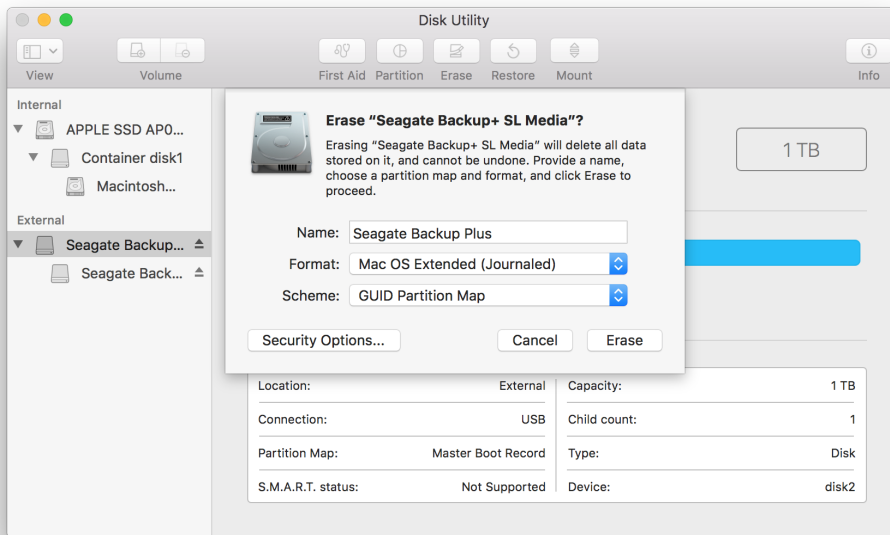 Disk Utility
View
Volume
First Aid
Partition
Erase
Restore
Mount
Info
Internal
APPLE SSD AP0...
Container disk1
Macintosh...
External
Seagate Backup...
Seagate Back...
Erase “Seagate Backup+ SL Media”?
Erasing “Seagate Backup+ SL Media” will delete all data
stored on it, and cannot be undone. Provide a name,
choose a partition map and format, and click Erase to
proceed.
Name: Seagate Backup Plus
Format: Mac OS Extended (Journaled)
Scheme: GUID Partition Map
Security Options...
Cancel
Erase
1 TB
Location: External
Capacity: 1 TB
Connection: USB
Child count: 1
Partition Map: Master Boot Record
Type: Disk
S.M.A.R.T. status: Not Supported
Device: disk2